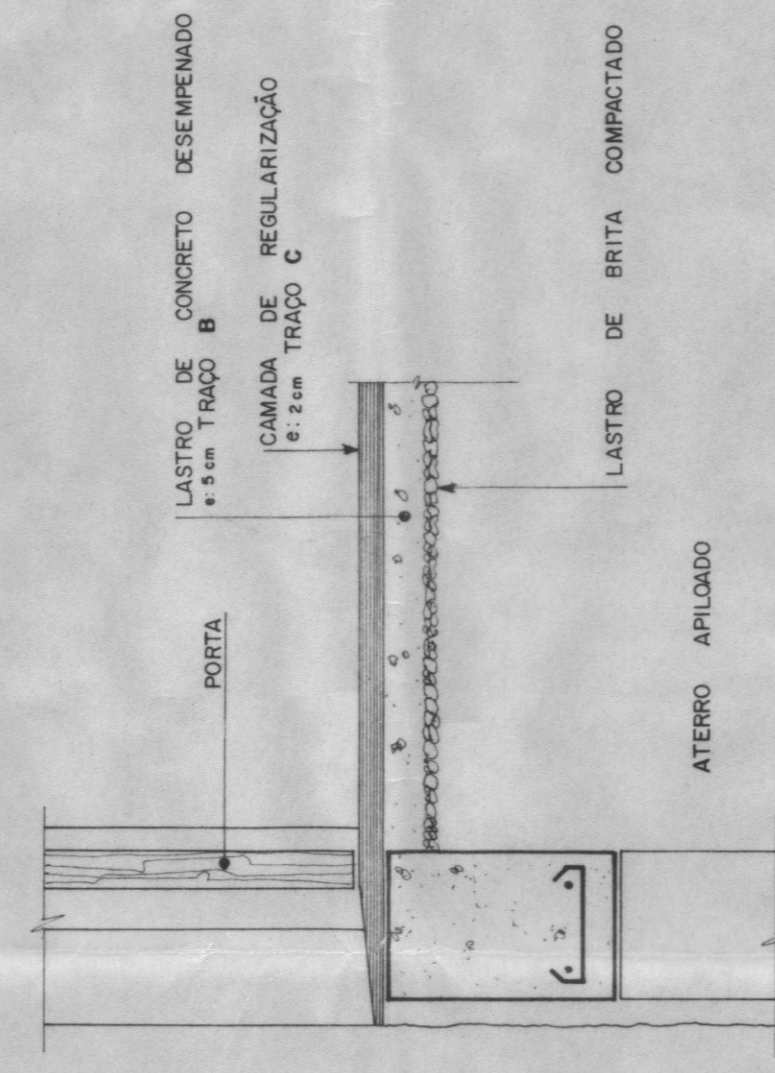 LASTRO DE CONCRETO DESEMPENADO
e: 5 cm TRAÇO B
CAMADA DE REGULARIZAÇÃO
e: 2 cm TRAÇO C
PORTA
LASTRO DE BRITA COMPACTADO
ATERRO APILOADO